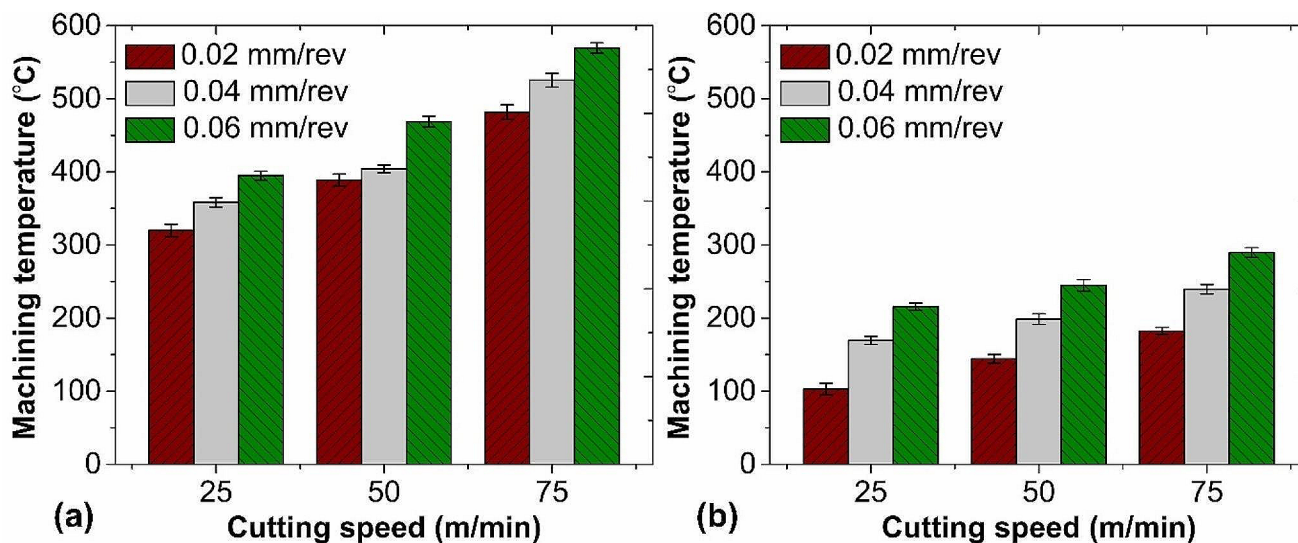 600
500
400
300
200
100
0
Machining temperature (°C)
0.02 mm/rev
0.04 mm/rev
0.06 mm/rev
25
50
75
(a)
Cutting speed (m/min)
600
500
400
300
200
100
0
Machining temperature (°C)
0.02 mm/rev
0.04 mm/rev
0.06 mm/rev
25
50
75
(b)
Cutting speed (m/min)